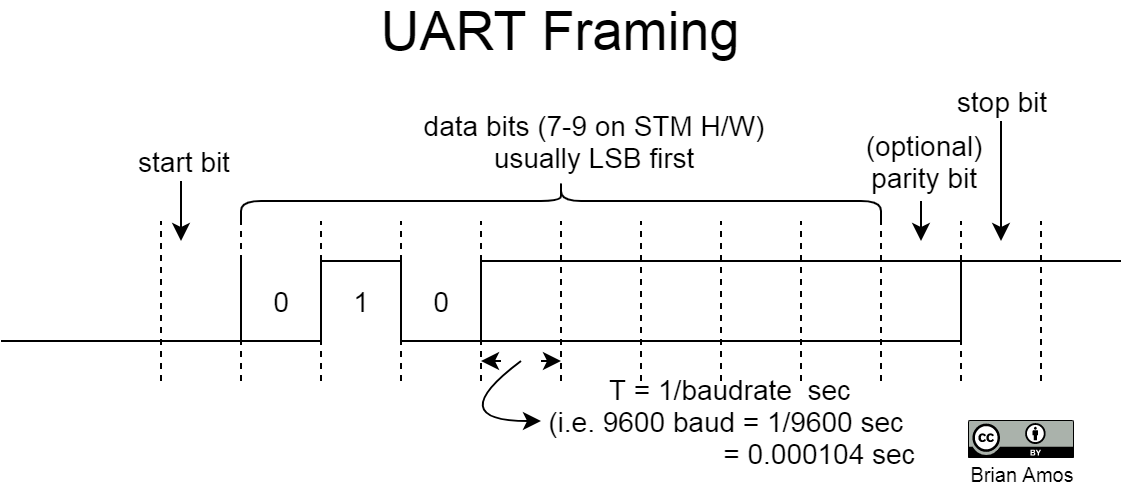 UART Framing
stop bit
data bits (7-9 on STM H/W)
usually LSB first
(optional)
parity bit
start bit
0
1
0
T = 1/baudrate  sec
(i.e. 9600 baud = 1/9600 sec
= 0.000104 sec
cc
BY
Brian Amos